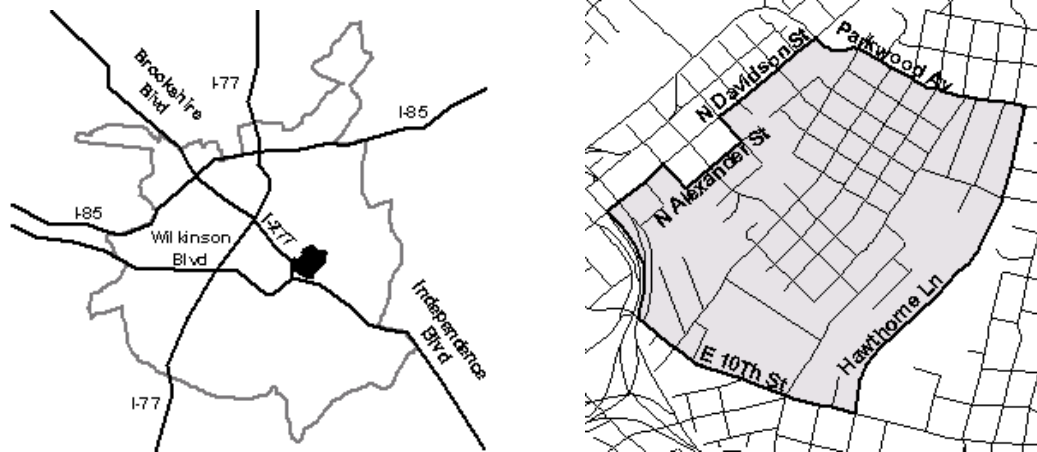 Brookshire
Blvd
I-77
I-85
I-85
Wilkinson
Blvd
I-277
Independence
Blvd
I-77
N Davidson St
Parkwood Av
N Alexander St
Hawthorne Ln
E 10Th St